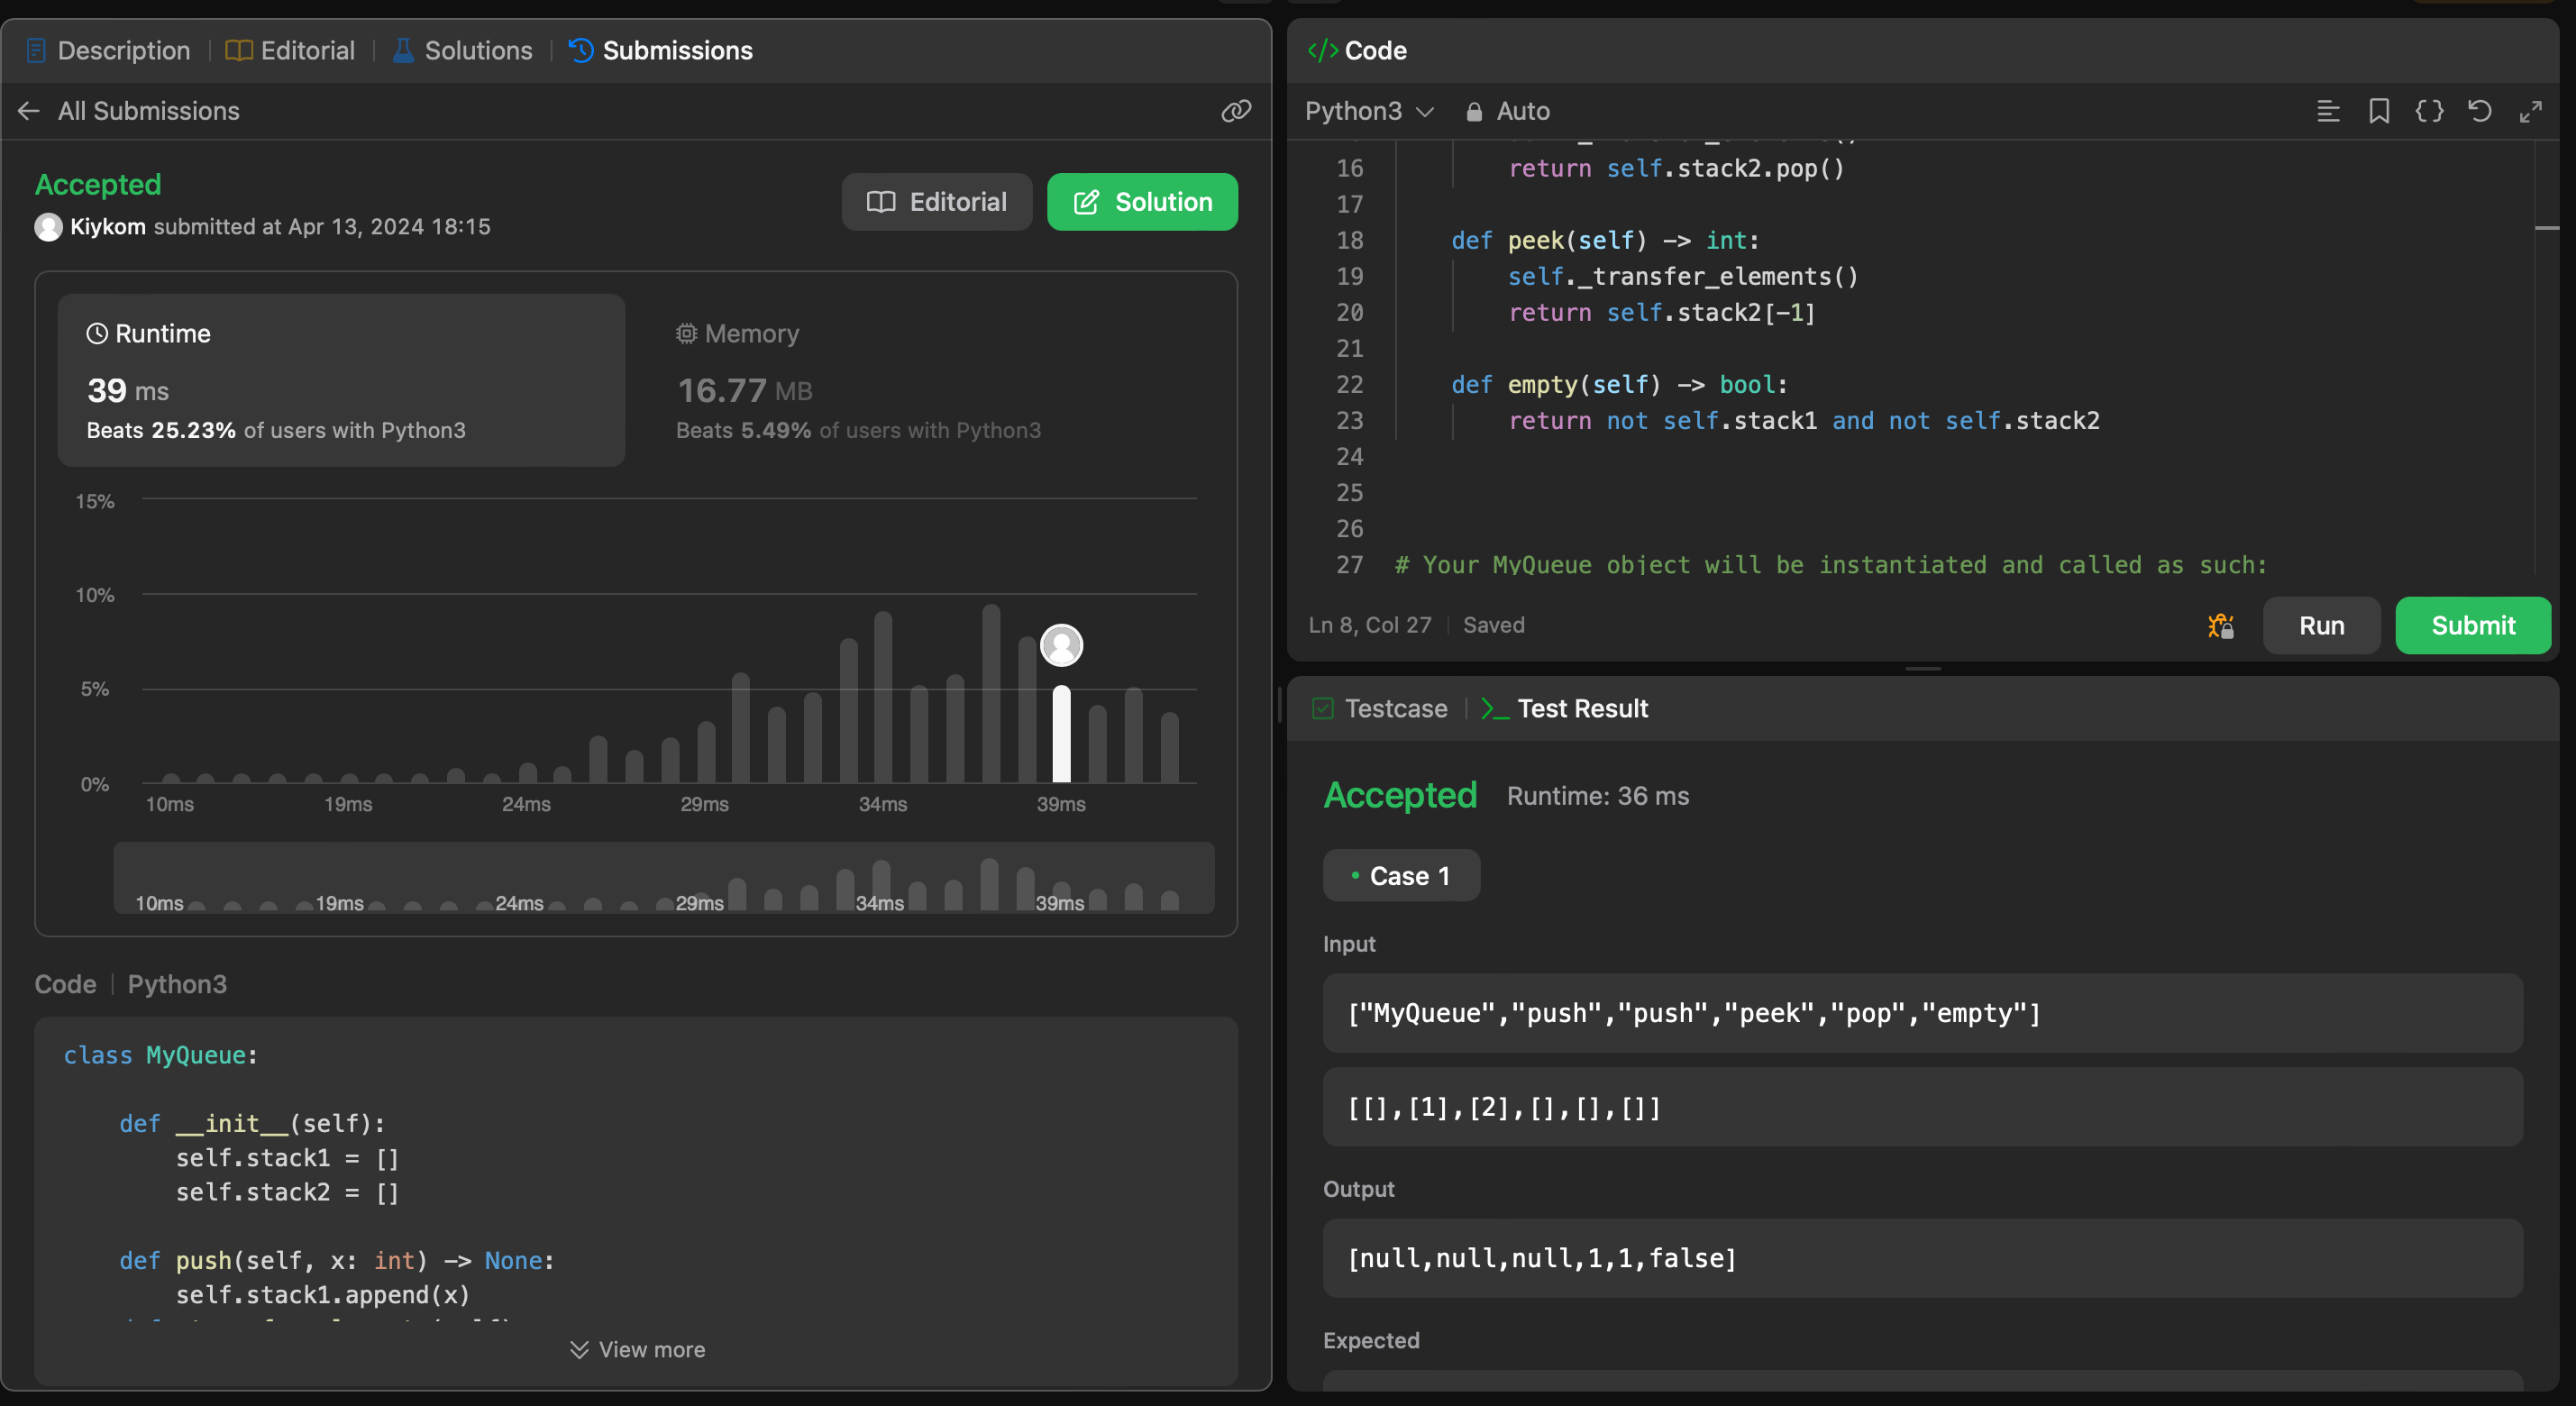 Description | Editorial | Solutions | Submissions
All Submissions
Accepted
Kiykom submitted at Apr 13, 2024 18:15
Editorial
Solution
Runtime
39 ms
Beats 25.23% of users with Python3
Memory
16.77 MB
Beats 5.49% of users with Python3
15%
10%
5%
0%
10ms 19ms 24ms 29ms 34ms 39ms
10ms 19ms 24ms 29ms 34ms 39ms
Code | Python3
class MyQueue:
    def __init__(self):
        self.stack1 = []
        self.stack2 = []
    def push(self, x: int) -> None:
        self.stack1.append(x)
View more
</> Code
Python3 Auto
16 return self.stack2.pop()
17
18 def peek(self) -> int:
19 self._transfer_elements()
20 return self.stack2[-1]
21
22 def empty(self) -> bool:
23 return not self.stack1 and not self.stack2
24
25
26
27 # Your MyQueue object will be instantiated and called as such:
Ln 8, Col 27 | Saved
Run
Submit
Testcase | >_ Test Result
Accepted Runtime: 36 ms
• Case 1
Input
["MyQueue","push","push","peek","pop","empty"]
[[],[1],[2],[],[],[]]
Output
[null,null,null,1,1,false]
Expected